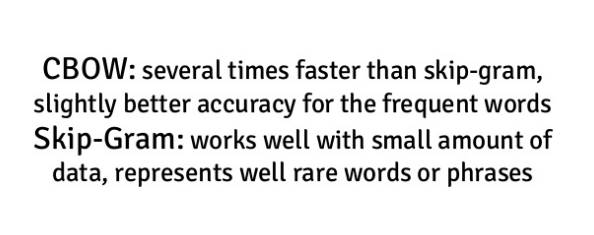 CBOW: several times faster than skip-gram,
slightly better accuracy for the frequent words
Skip-Gram: works well with small amount of
data, represents well rare words or phrases